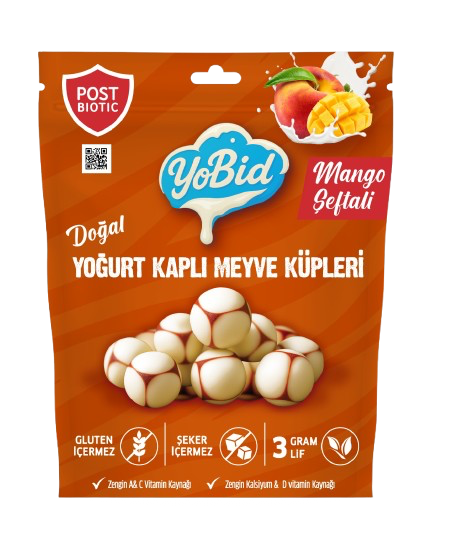 POST
BIOTIC
YoBid
Mango
Şeftali
Doğal
YOĞURT KAPLI MEYVE KÜPLERİ
GLUTEN
İÇERMEZ
ŞEKER
İÇERMEZ
3 GRAM
LİF
✓ Zengin A& C Vitamin Kaynağı
✓ Zengin Kalsiyum & D vitamin Kaynağı